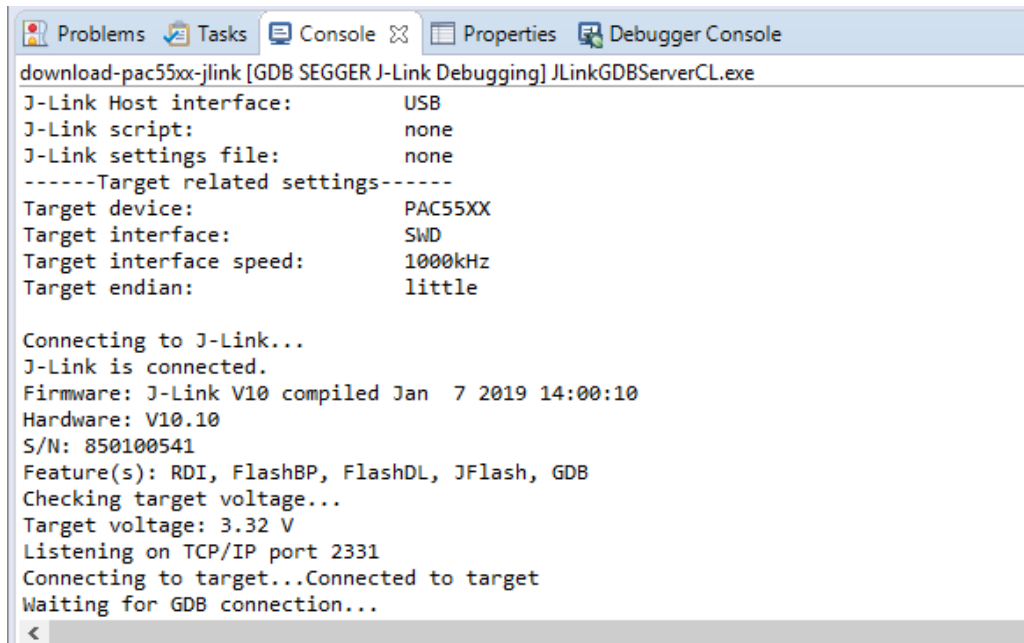 Problems Tasks Console Properties Debugger Console
download-pac55xx-jlink [GDB SEGGER J-Link Debugging] JLinkGDBServerCL.exe
J-Link Host interface: USB
J-Link script: none
J-Link settings file: none
------Target related settings------
Target device: PAC55XX
Target interface: SWD
Target interface speed: 1000kHz
Target endian: little
Connecting to J-Link...
J-Link is connected.
Firmware: J-Link V10 compiled Jan  7 2019 14:00:10
Hardware: V10.10
S/N: 850100541
Feature(s): RDI, FlashBP, FlashDL, JFlash, GDB
Checking target voltage...
Target voltage: 3.32 V
Listening on TCP/IP port 2331
Connecting to target...Connected to target
Waiting for GDB connection...